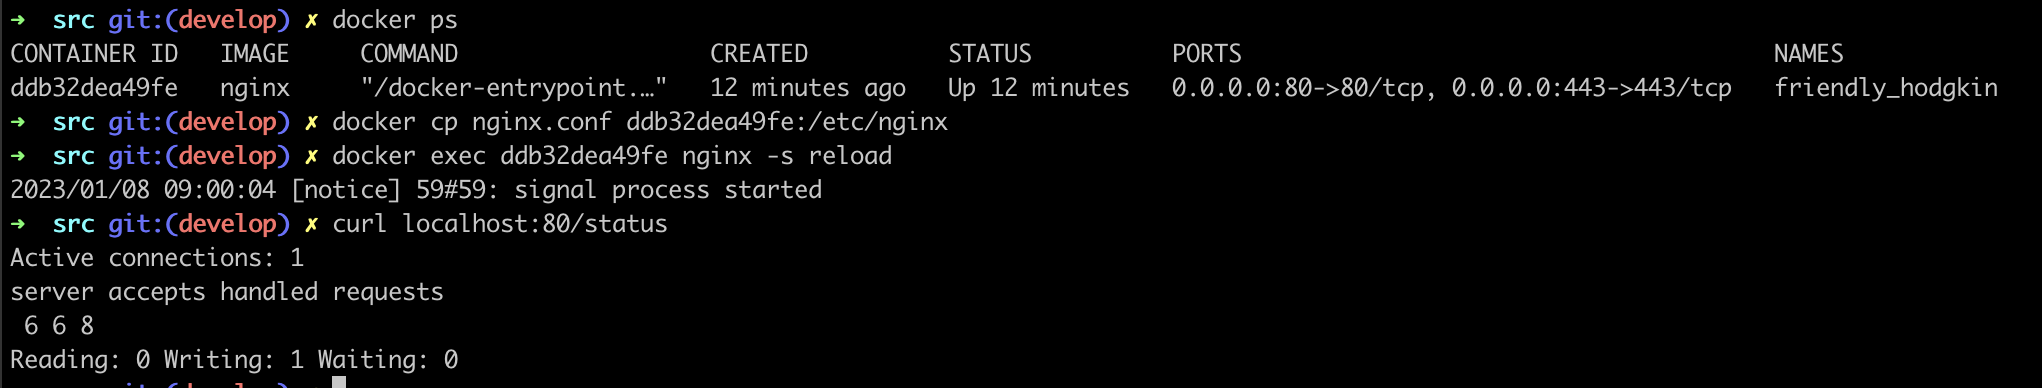 ➜  src git:(develop) ✗ docker ps
CONTAINER ID   IMAGE     COMMAND                  CREATED          STATUS          PORTS                                      NAMES
ddb32dea49fe   nginx     "/docker-entrypoint.…"   12 minutes ago   Up 12 minutes   0.0.0.0:80->80/tcp, 0.0.0.0:443->443/tcp   friendly_hodgkin
➜  src git:(develop) ✗ docker cp nginx.conf ddb32dea49fe:/etc/nginx
➜  src git:(develop) ✗ docker exec ddb32dea49fe nginx -s reload
2023/01/08 09:00:04 [notice] 59#59: signal process started
➜  src git:(develop) ✗ curl localhost:80/status
Active connections: 1
server accepts handled requests
 6 6 8
Reading: 0 Writing: 1 Waiting: 0